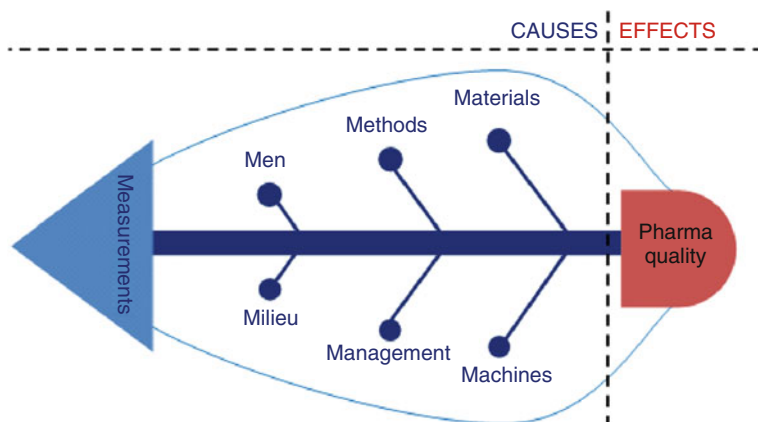 CAUSES EFFECTS
Materials
Methods
Men
Measurements
Pharma
quality
Milieu
Management
Machines